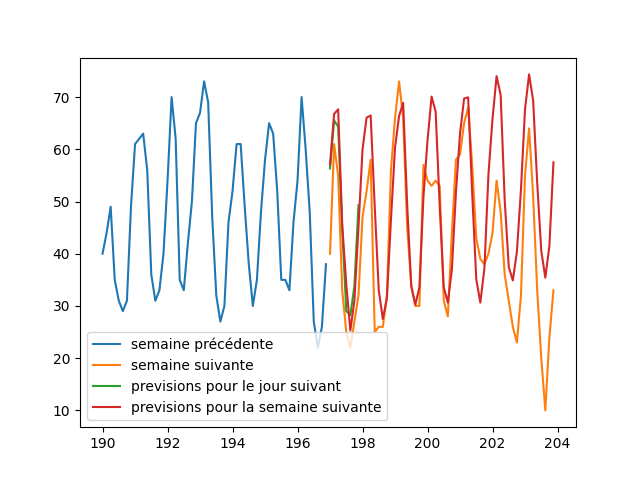 70
60
50
40
30
20
10
semaine précédente
semaine suivante
previsions pour le jour suivant
previsions pour la semaine suivante
190 192 194 196 198 200 202 204